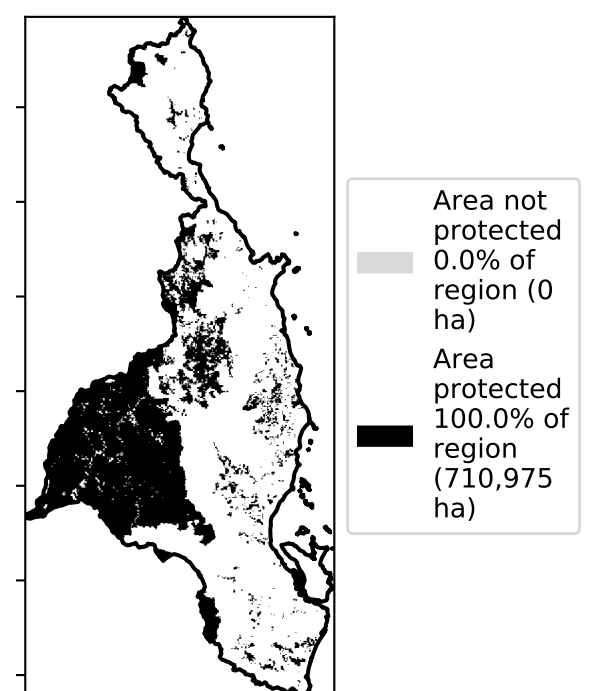 Area not
protected
0.0% of
region (0
ha)
Area
protected
100.0% of
region
(710,975
ha)